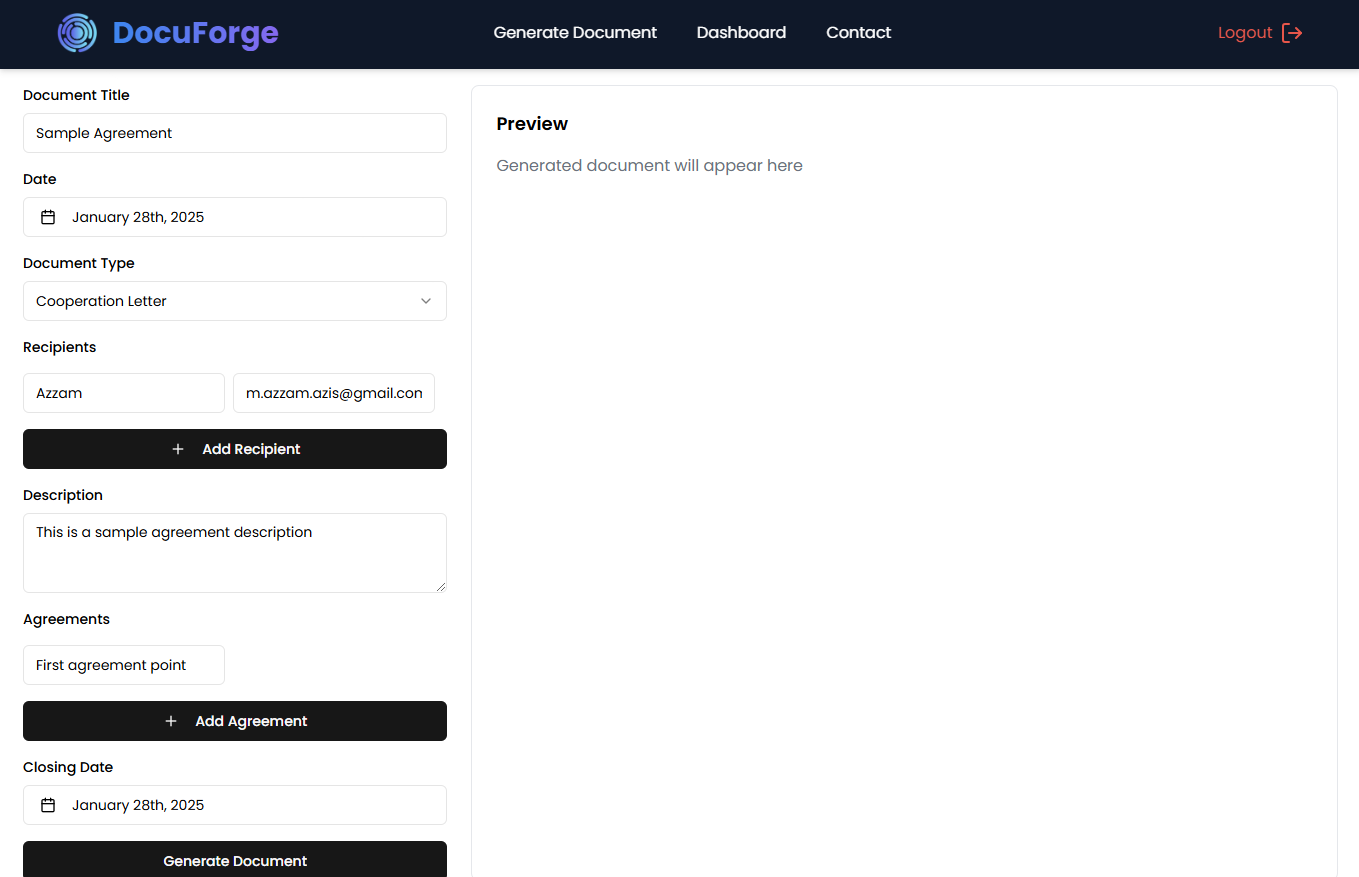 DocuForge
Generate Document
Dashboard
Contact
Logout
Document Title
Sample Agreement
Date
January 28th, 2025
Document Type
Cooperation Letter
Recipients
Azzam
m.azzam.azis@gmail.con
Add Recipient
Description
This is a sample agreement description
Agreements
First agreement point
Add Agreement
Closing Date
January 28th, 2025
Generate Document
Preview
Generated document will appear here